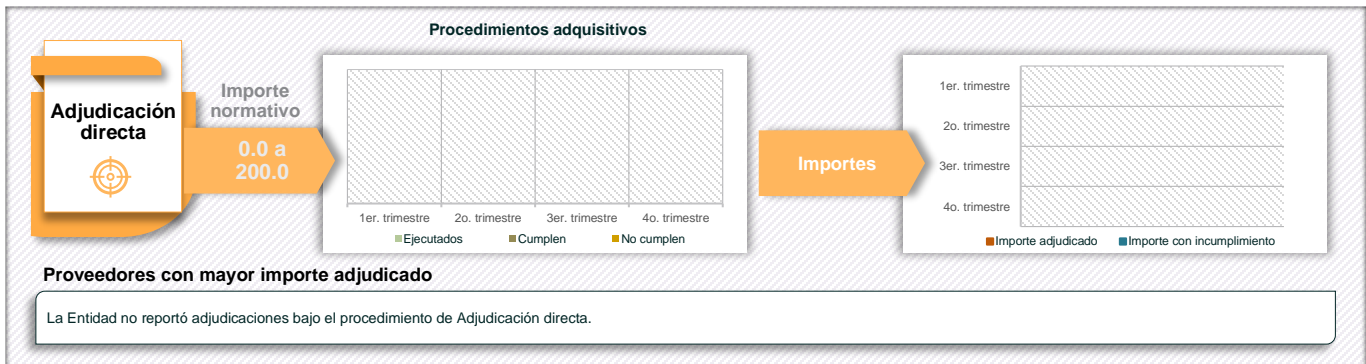 Procedimientos adquisitivos
Adjudicación
directa
Importe
normativo
0.0 a
200.0
1er. trimestre
2o. trimestre
3er. trimestre
4o. trimestre
Ejecutados
Cumplen
No cumplen
Importes
1er. trimestre
2o. trimestre
3er. trimestre
4o. trimestre
Importe adjudicado
Importe con incumplimiento
Proveedores con mayor importe adjudicado
La Entidad no reportó adjudicaciones bajo el procedimiento de Adjudicación directa.